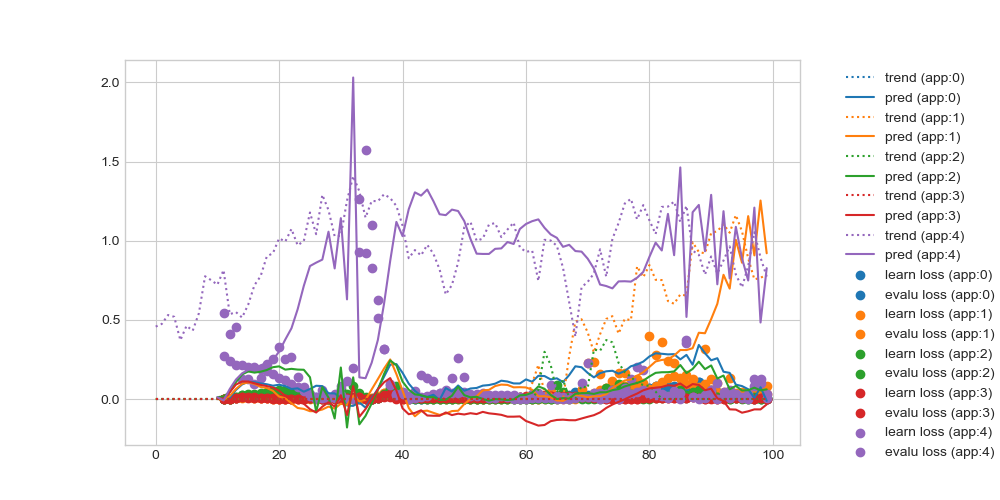 2.0
1.5
1.0
0.5
0.0
0
20
40
60
80
100
trend (app:0)
pred (app:0)
trend (app:1)
pred (app:1)
trend (app:2)
pred (app:2)
trend (app:3)
pred (app:3)
trend (app:4)
pred (app:4)
learn loss (app:0)
evalu loss (app:0)
learn loss (app:1)
evalu loss (app:1)
learn loss (app:2)
evalu loss (app:2)
learn loss (app:3)
evalu loss (app:3)
learn loss (app:4)
evalu loss (app:4)